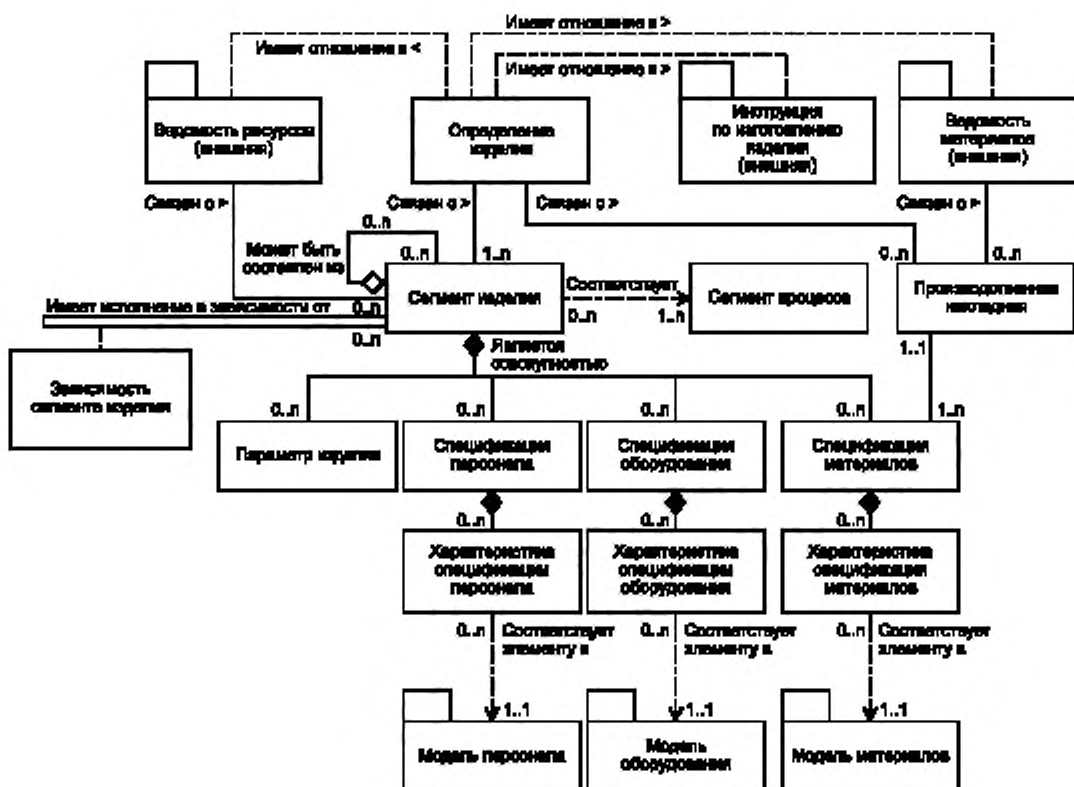 Имеет отношение к >
Имеет отношение к <
Имеет отношение к >
Ведомость ресурсов
(внешняя)
Определение
изделия
Инструкция
по изготовлению
изделия
(внешняя)
Ведомость
материалов
(внешняя)
Связан с >
Связан с >
Связан с >
Связан с >
0..n
Может быть
составлен из
0..n
1..n
0..n
0..n
Сегмент изделия
Соответствует
0..n
1..n
Сегмент процесса
Производственная
накладная
Имеет исполнение в зависимости от
0..n
0..n
1..1
Является
совокупностью
Зависимость
сегмента изделия
0..n
0..n
0..n
0..n
1..n
Параметр изделия
Спецификация
персонала
Спецификация
оборудования
Спецификация
материалов
0..n
0..n
0..n
Характеристика
спецификации
персонала
Характеристика
спецификации
оборудования
Характеристика
спецификации
материалов
0..n
Соответствует
элементу в
0..n
Соответствует
элементу в
0..n
Соответствует
элементу в
1..1
1..1
1..1
Модель персонала
Модель
оборудования
Модель материалов